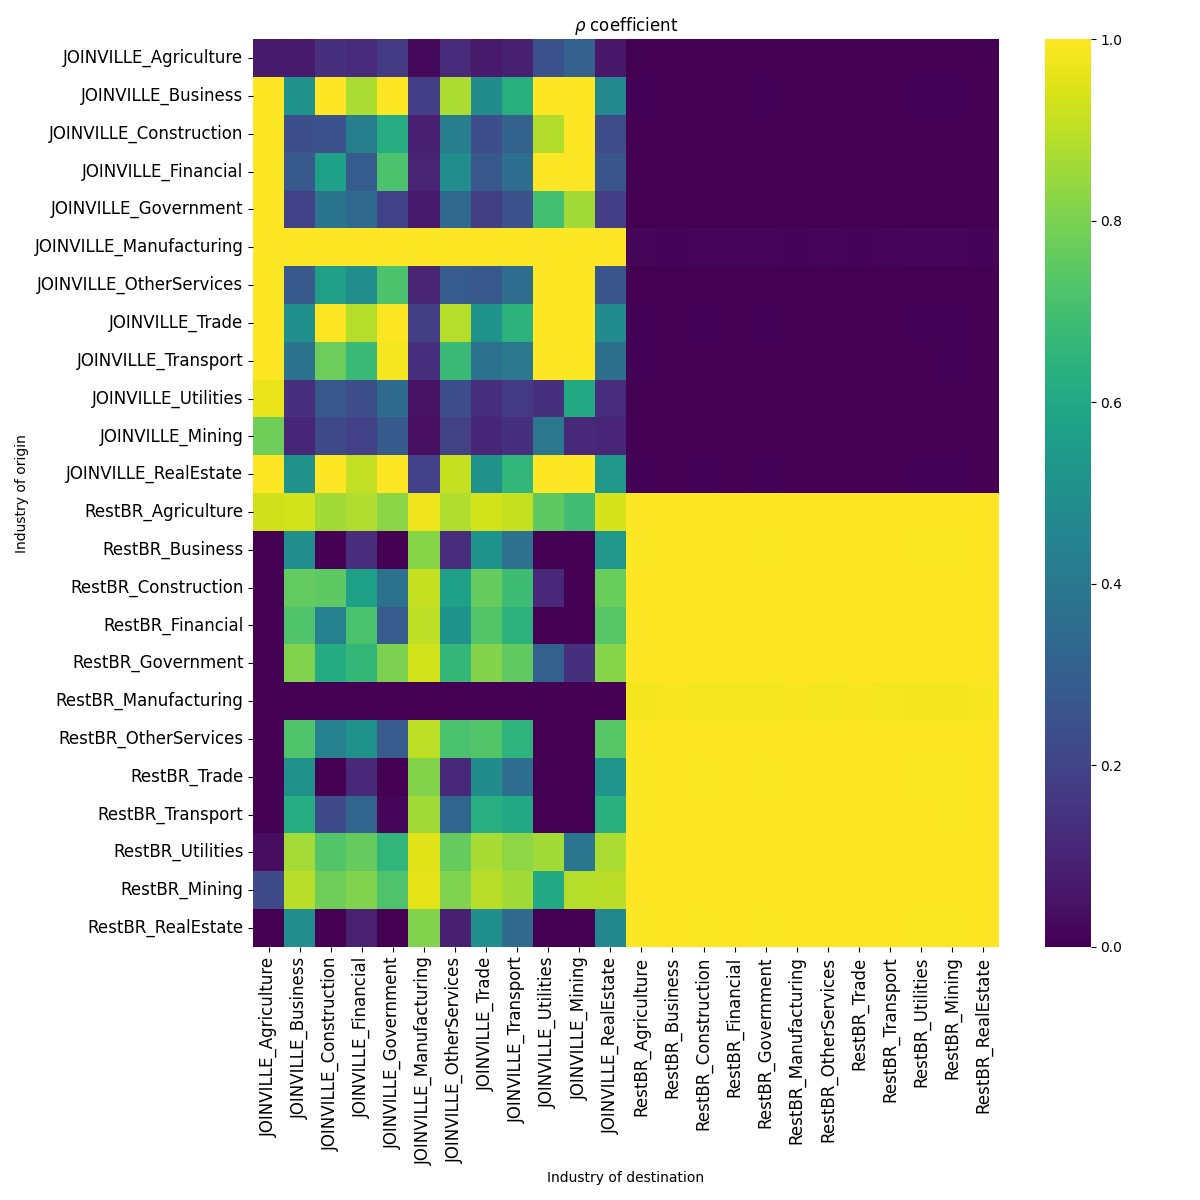 ρ coefficient
JOINVILLE_Agriculture
JOINVILLE_Business
JOINVILLE_Construction
JOINVILLE_Financial
JOINVILLE_Government
JOINVILLE_Manufacturing
JOINVILLE_OtherServices
JOINVILLE_Trade
JOINVILLE_Transport
JOINVILLE_Utilities
JOINVILLE_Mining
JOINVILLE_RealEstate
RestBR_Agriculture
RestBR_Business
RestBR_Construction
RestBR_Financial
RestBR_Government
RestBR_Manufacturing
RestBR_OtherServices
RestBR_Trade
RestBR_Transport
RestBR_Utilities
RestBR_Mining
RestBR_RealEstate
Industry of origin
JOINVILLE_Agriculture
JOINVILLE_Business
JOINVILLE_Construction
JOINVILLE_Financial
JOINVILLE_Government
JOINVILLE_Manufacturing
JOINVILLE_OtherServices
JOINVILLE_Trade
JOINVILLE_Transport
JOINVILLE_Utilities
JOINVILLE_Mining
JOINVILLE_RealEstate
RestBR_Agriculture
RestBR_Business
RestBR_Construction
RestBR_Financial
RestBR_Government
RestBR_Manufacturing
RestBR_OtherServices
RestBR_Trade
RestBR_Transport
RestBR_Utilities
RestBR_Mining
RestBR_RealEstate
Industry of destination
1.0
0.8
0.6
0.4
0.2
0.0